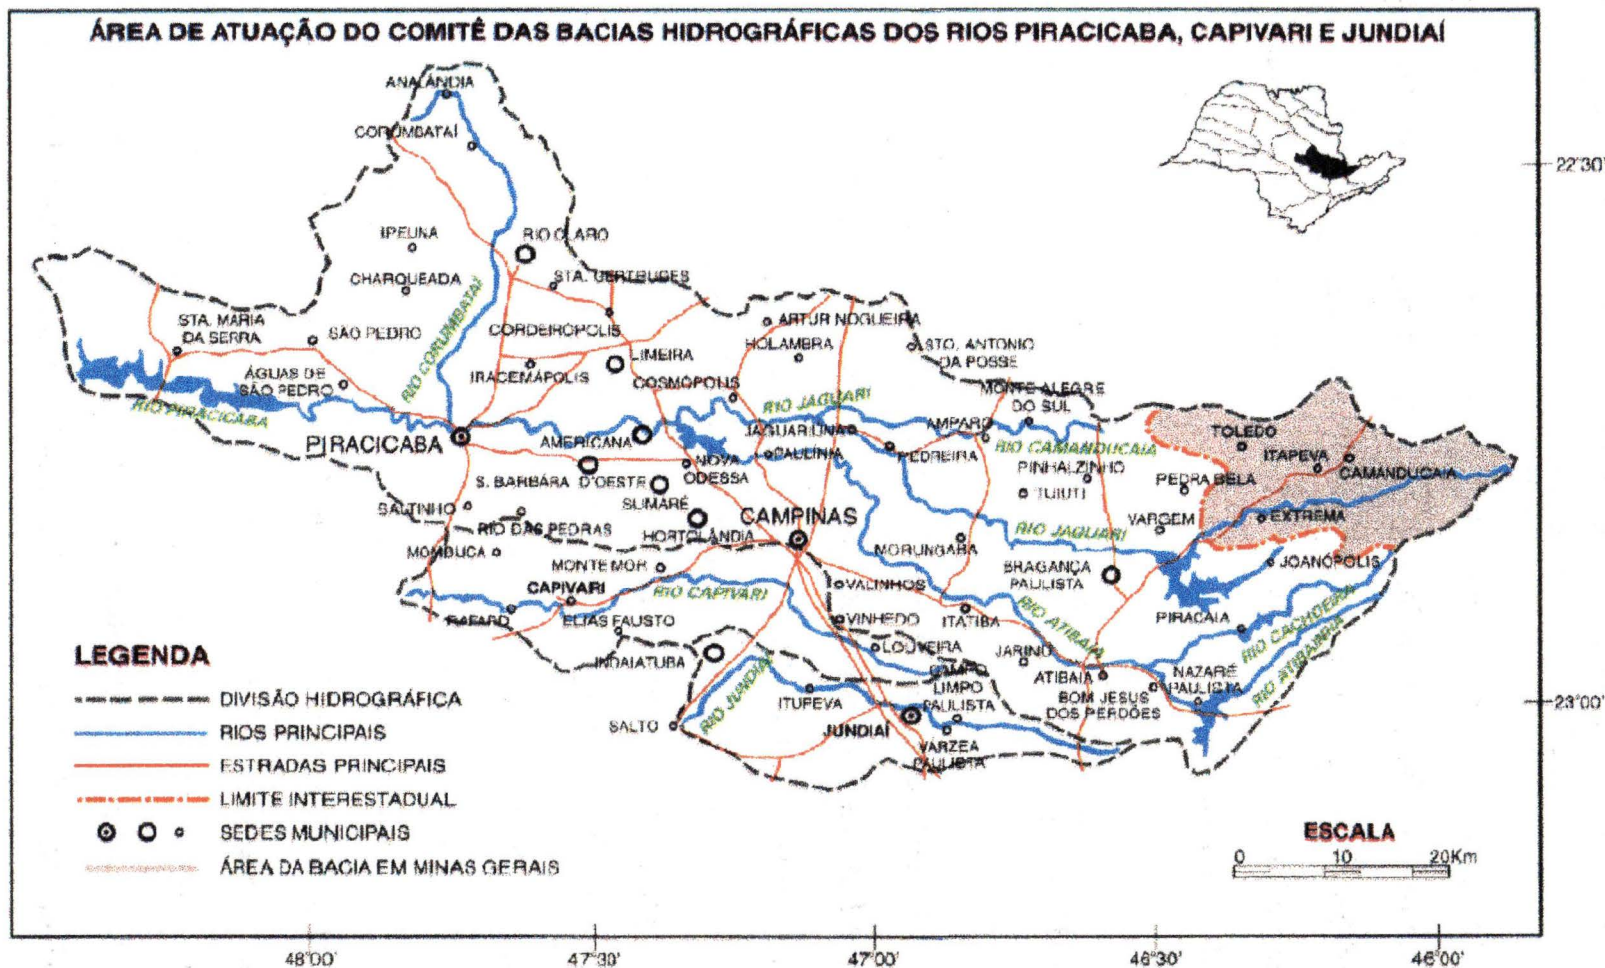 ÁREA DE ATUAÇÃO DO COMITÊ DAS BACIAS HIDROGRÁFICAS DOS RIOS PIRACICABA, CAPIVARI E JUNDIAÍ
ANALÂNDIA
CORUMBATAÍ
22°30'
IPEUNA
RIO CLARO
CHARQUEADA
STA. GERTRUDES
RIO CORUMBATAÍ
STA. MARIA
DA SERRA
SÃO PEDRO
CORDEIRÓPOLIS
ARTUR NOGUEIRA
HOLAMBRA
STO. ANTONIO
DA POSSE
LIMEIRA
IRACEMÁPOLIS
COSMÓPOLIS
ÁGUAS DE
SÃO PEDRO
MONTE ALEGRE
DO SUL
RIO PIRACICABA
RIO JAGUARI
PIRACICABA
AMERICANA
JAGUARIUNA
AMPARO
RIO CAMANDUCAIA
TOLEDO
PAULÍNIA
PEDREIRA
ITAPEVA
CAMANDUCAIA
NOVA
ODESSA
PINHALZINHO
PEDRA BELA
S. BARBÁRA D'OESTE
TUIUTI
SUMARÉ
SALTINHO
RIO DAS PEDRAS
CAMPINAS
EXTREMA
VARGEM
RIO JAGUARI
HORTOLÂNDIA
MOMBUCA
MORUNGABA
MONTE MOR
BRAGANÇA
PAULISTA
JOANÓPOLIS
CAPIVARI
RIO CAPIVARI
VALINHOS
RAFARD
ELIAS FAUSTO
VINHEDO
ITATIBA
RIO ATIBAIA
PIRACAIA
RIO CACHOEIRA
LOUVEIRA
JARINÚ
INDAIATUBA
RIO ATIBAINHA
ATIBAIA
NAZARÉ
PAULISTA
BOM JESUS
DOS PERDÕES
CAMPO
LIMPO
PAULISTA
RIO JUNDIAÍ
ITUPEVA
SALTO
JUNDIAÍ
VÁRZEA
PAULISTA
23°00'
LEGENDA
DIVISÃO HIDROGRÁFICA
RIOS PRINCIPAIS
ESTRADAS PRINCIPAIS
LIMITE INTERESTADUAL
SEDES MUNICIPAIS
ÁREA DA BACIA EM MINAS GERAIS
ESCALA
0 10 20Km
48°00' 47°30' 47°00' 46°30' 46°00'